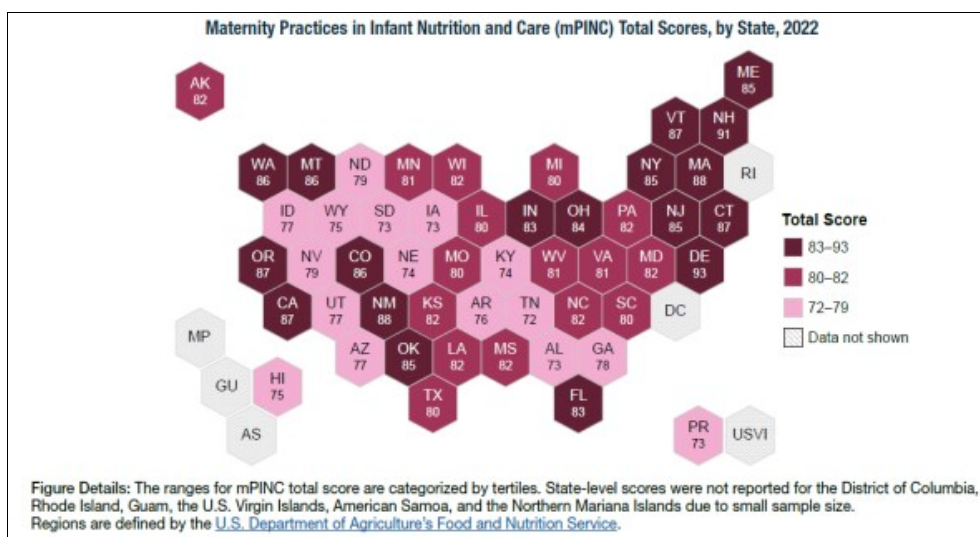 Maternity Practices in Infant Nutrition and Care (mPINC) Total Scores, by State, 2022
AK
82
ME
85
VT
87
NH
91
WA
86
MT
86
ND
79
MN
81
WI
82
MI
80
NY
85
MA
88
RI
ID
77
WY
75
SD
73
IA
73
IL
80
IN
83
OH
84
PA
82
NJ
85
CT
87
OR
87
NV
79
CO
86
NE
74
MO
80
KY
74
WV
81
VA
81
MD
82
DE
93
CA
87
UT
77
NM
88
KS
82
AR
76
TN
72
NC
82
SC
80
DC
MP
AZ
77
OK
85
LA
82
MS
82
AL
73
GA
78
GU
HI
75
TX
80
FL
83
AS
PR
73
USVI
Total Score
83–93
80–82
72–79
Data not shown
Figure Details: The ranges for mPINC total score are categorized by tertiles. State-level scores were not reported for the District of Columbia,
Rhode Island, Guam, the U.S. Virgin Islands, American Samoa, and the Northern Mariana Islands due to small sample size.
Regions are defined by the U.S. Department of Agriculture's Food and Nutrition Service.